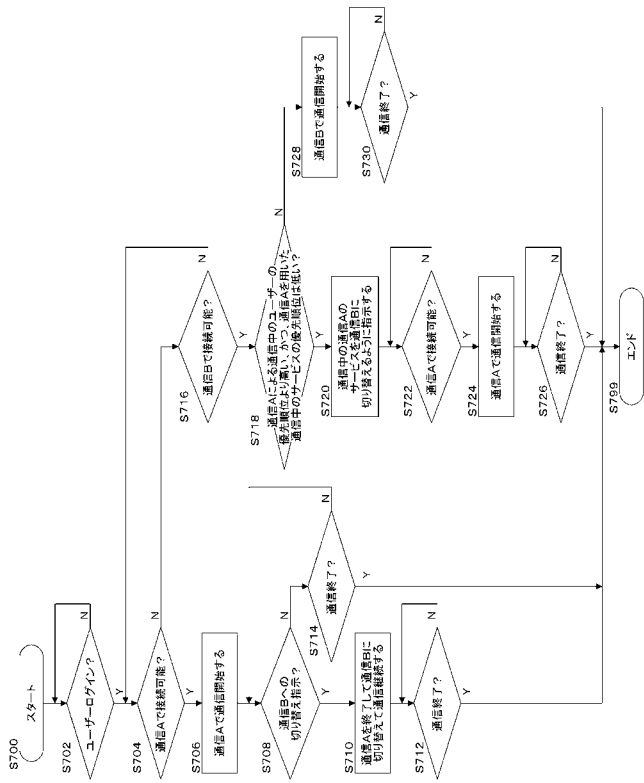 S700
スタート
S702
ユーザーログイン?
N
Y
S704
通信Aで接続可能?
N
Y
S706
通信Aで通信開始する
S708
通信Bへの
切り替え指示?
N
Y
S710
通信Aを終了して通信Bに
切り替えて通信継続する
S712
通信終了?
N
Y
S714
通信終了?
N
Y
S716
通信Bで接続可能?
N
Y
S718
通信Aによる通信中のユーザーの
優先順位より高い、かつ、通信Aを用いた
通信中のサービスの優先順位は低い?
N
Y
S720
通信中の通信Aの
サービスを通信Bに
切り替えるように指示する
S722
通信Aで接続可能?
N
Y
S724
通信Aで通信開始する
S726
通信終了?
N
Y
S728
通信Bで通信開始する
S730
通信終了?
N
Y
S799
エンド